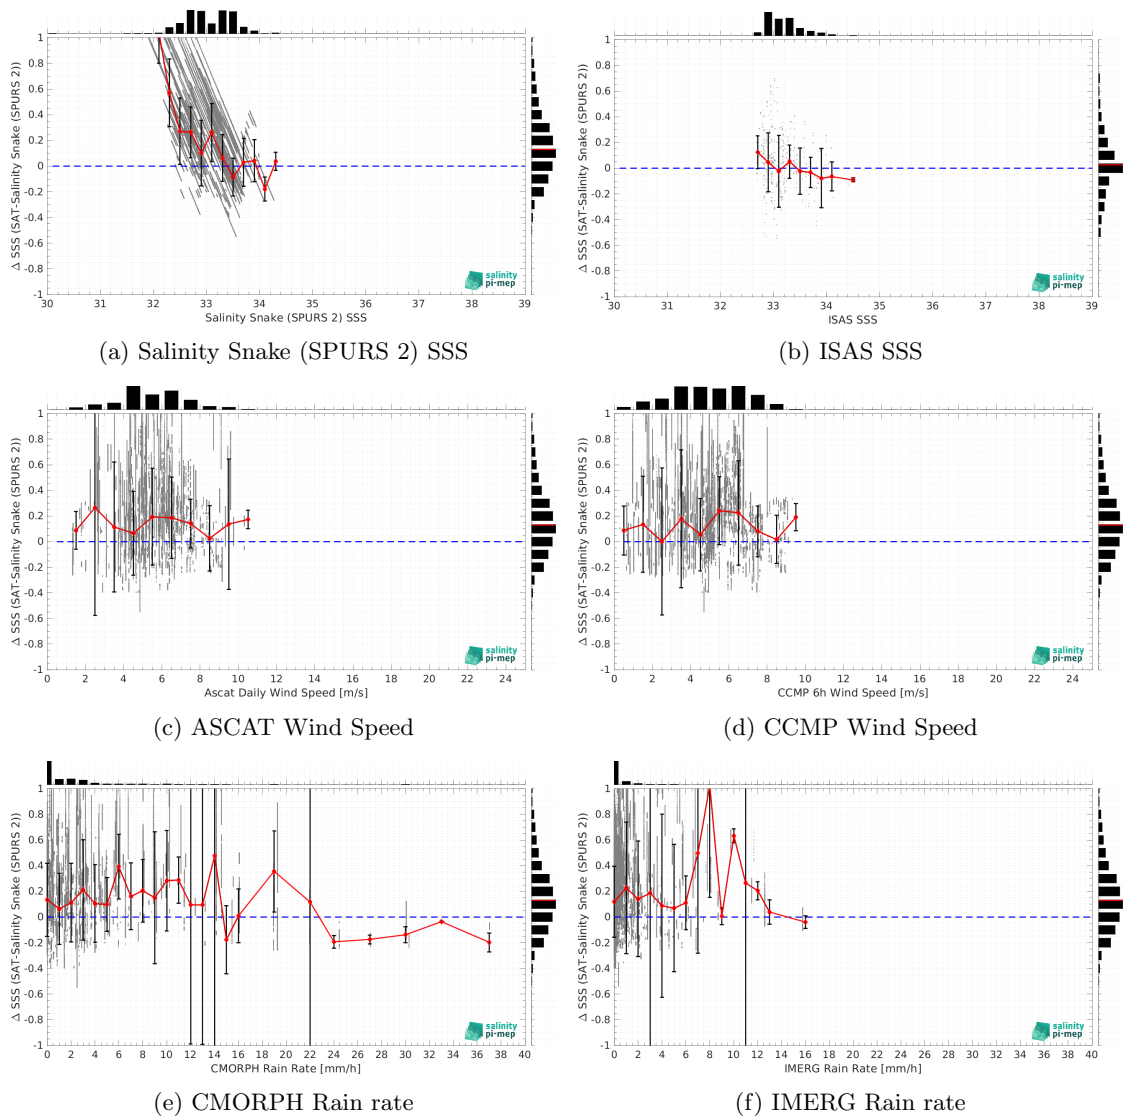 1
0.8
0.6
0.4
0.2
0
-0.2
-0.4
-0.6
-0.8
-1
Δ SSS (SAT-Salinity Snake (SPURS 2))
salinity
pi-mep
30 31 32 33 34 35 36 37 38 39
Salinity Snake (SPURS 2) SSS
(a) Salinity Snake (SPURS 2) SSS
1
0.8
0.6
0.4
0.2
0
-0.2
-0.4
-0.6
-0.8
-1
Δ SSS (SAT-Salinity Snake (SPURS 2))
salinity
pi-mep
30 31 32 33 34 35 36 37 38 39
ISAS SSS
(b) ISAS SSS
1
0.8
0.6
0.4
0.2
0
-0.2
-0.4
-0.6
-0.8
-1
Δ SSS (SAT-Salinity Snake (SPURS 2))
salinity
pi-mep
0 2 4 6 8 10 12 14 16 18 20 22 24
Ascat Daily Wind Speed [m/s]
(c) ASCAT Wind Speed
1
0.8
0.6
0.4
0.2
0
-0.2
-0.4
-0.6
-0.8
-1
Δ SSS (SAT-Salinity Snake (SPURS 2))
salinity
pi-mep
0 2 4 6 8 10 12 14 16 18 20 22 24
CCMP 6h Wind Speed [m/s]
(d) CCMP Wind Speed
1
0.8
0.6
0.4
0.2
0
-0.2
-0.4
-0.6
-0.8
-1
Δ SSS (SAT-Salinity Snake (SPURS 2))
salinity
pi-mep
0 2 4 6 8 10 12 14 16 18 20 22 24 26 28 30 32 34 36 38 40
CMORPH Rain Rate [mm/h]
(e) CMORPH Rain rate
1
0.8
0.6
0.4
0.2
0
-0.2
-0.4
-0.6
-0.8
-1
Δ SSS (SAT-Salinity Snake (SPURS 2))
salinity
pi-mep
0 2 4 6 8 10 12 14 16 18 20 22 24 26 28 30 32 34 36 38 40
IMERG Rain Rate [mm/h]
(f) IMERG Rain rate